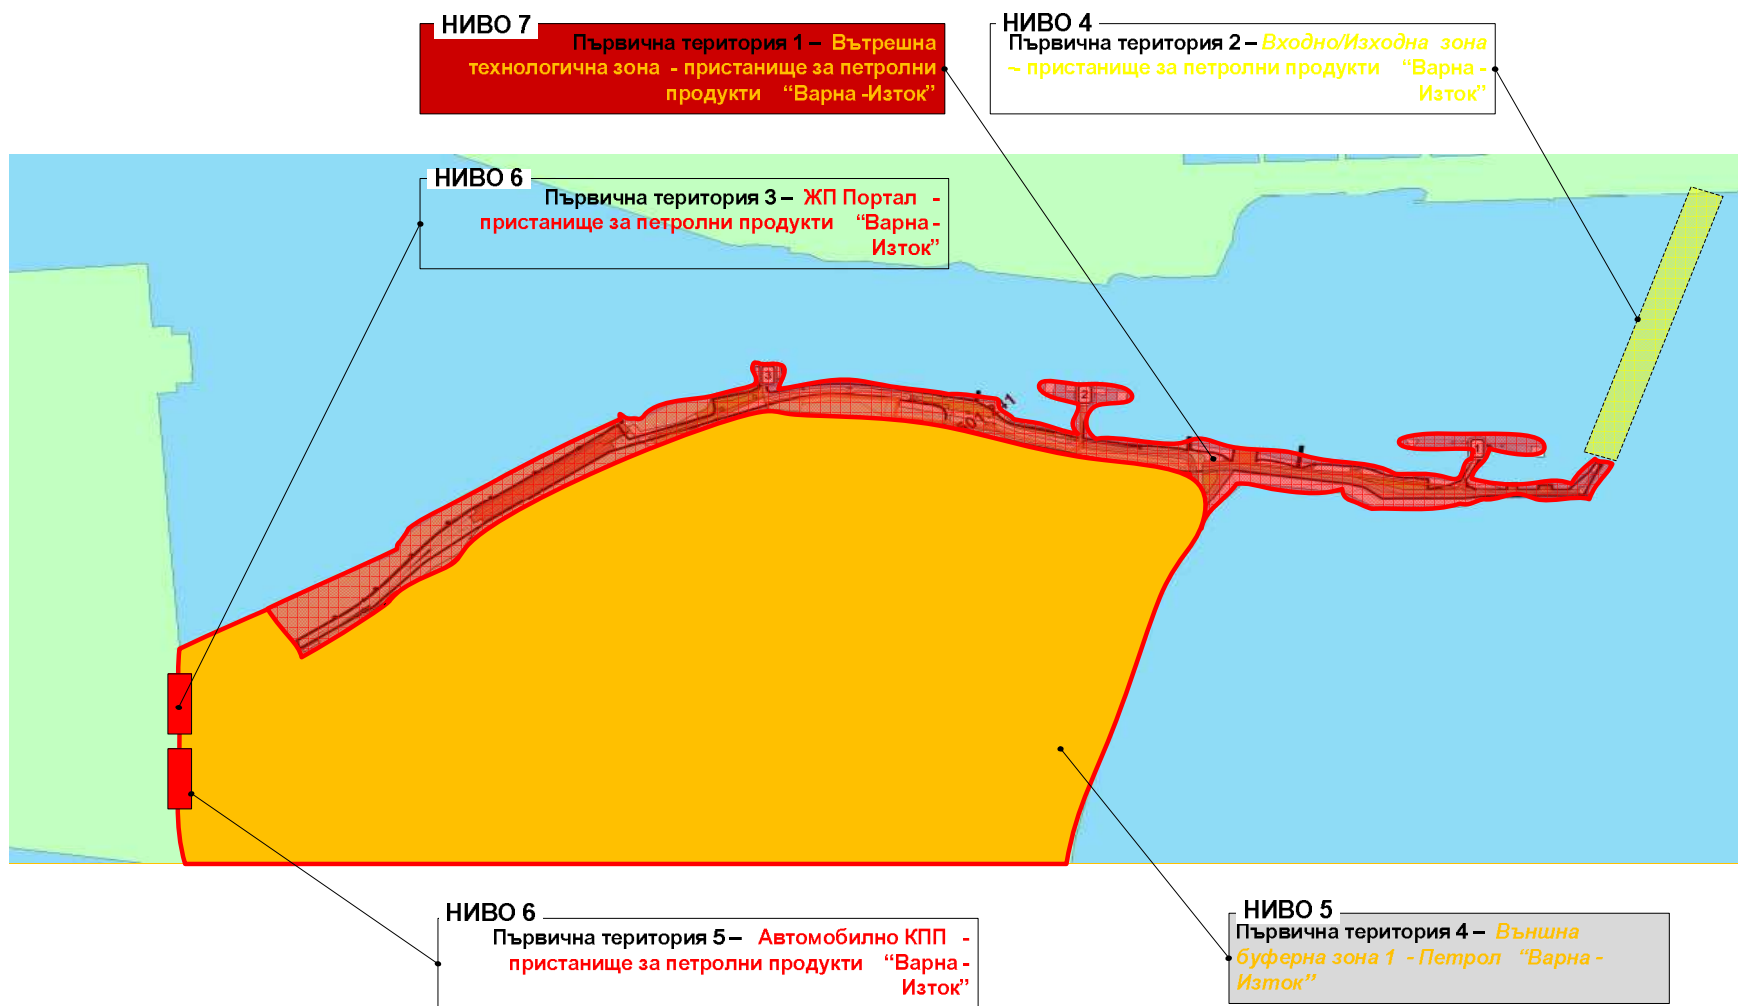 НИВО 7
Първична територия 1 – Вътрешна
технологична зона - пристанище за петролни
продукти “Варна -Изток”
НИВО 4
Първична територия 2 – Входно/Изходна зона
– пристанище за петролни продукти “Варна -
Изток”
НИВО 6
Първична територия 3 – ЖП Портал -
пристанище за петролни продукти “Варна -
Изток”
3
2
1
НИВО 6
Първична територия 5 – Автомобилно КПП -
пристанище за петролни продукти “Варна -
Изток”
НИВО 5
Първична територия 4 – Външна
буферна зона 1 - Петрол “Варна -
Изток”